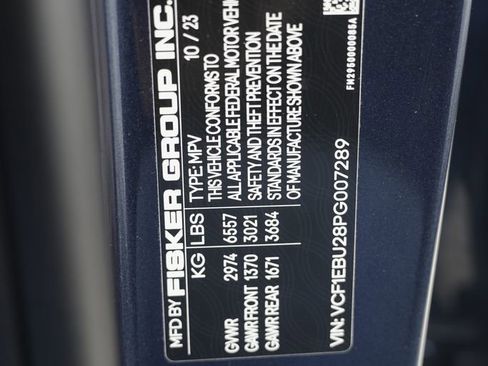 MFD BY FISKER GROUP INC.
10 / 23
KG LBS
GVWR 2974 6557
GAWR FRONT 1370 3021
GAWR REAR 1671 3684
TYPE: MPV
THIS VEHICLE CONFORMS TO
ALL APPLICABLE FEDERAL MOTOR VEHIC
SAFETY AND THEFT PREVENTION
STANDARDS IN EFFECT ON THE DATE
OF MANUFACTURE SHOWN ABOVE
VIN: VCF1EBU28PG007289
FM29S0000085A